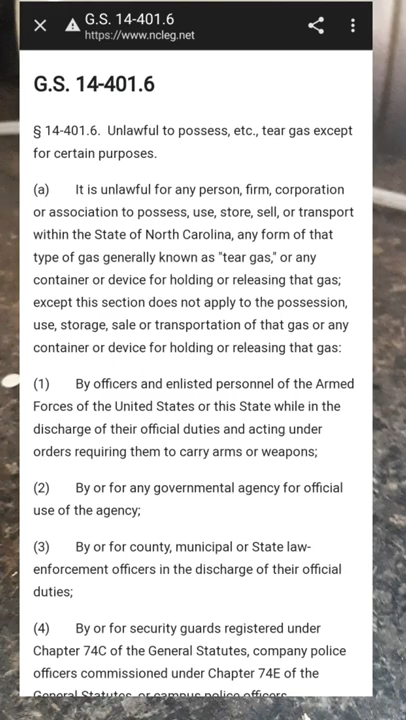 G.S. 14-401.6
https://www.ncleg.net
G.S. 14-401.6
§ 14-401.6. Unlawful to possess, etc., tear gas except
for certain purposes.
(a) It is unlawful for any person, firm, corporation
or association to possess, use, store, sell, or transport
within the State of North Carolina, any form of that
type of gas generally known as "tear gas," or any
container or device for holding or releasing that gas;
except this section does not apply to the possession,
use, storage, sale or transportation of that gas or any
container or device for holding or releasing that gas:
(1) By officers and enlisted personnel of the Armed
Forces of the United States or this State while in the
discharge of their official duties and acting under
orders requiring them to carry arms or weapons;
(2) By or for any governmental agency for official
use of the agency;
(3) By or for county, municipal or State law-
enforcement officers in the discharge of their official
duties;
(4) By or for security guards registered under
Chapter 74C of the General Statutes, company police
officers commissioned under Chapter 74E of the
General Statutes, or campus police officers